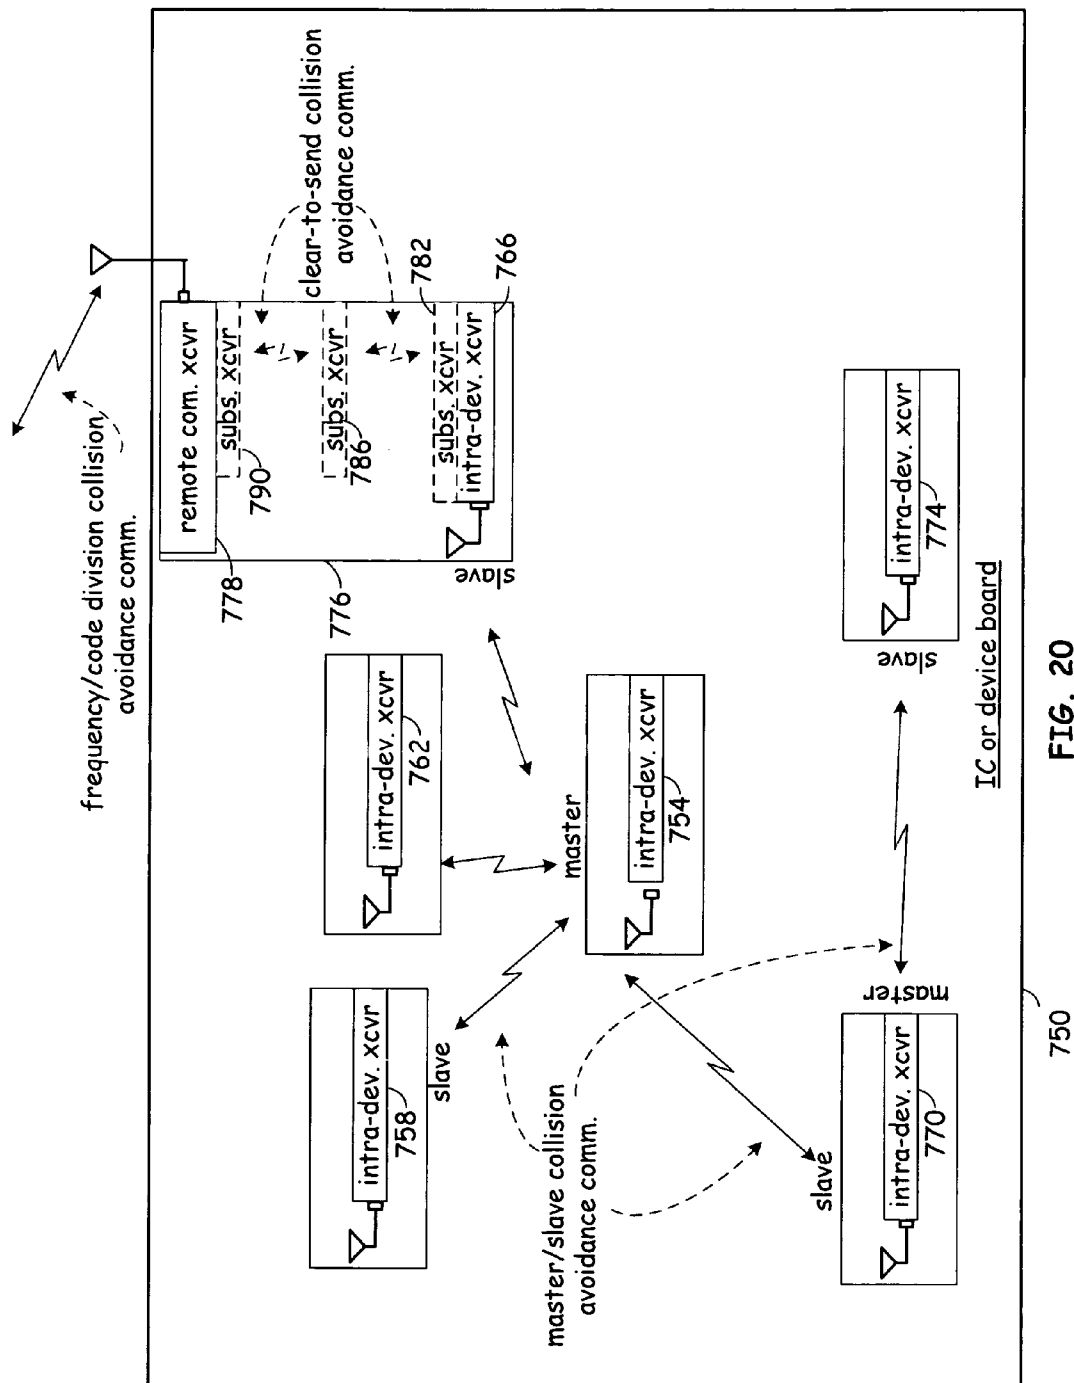 frequency/code division collision
avoidance comm.
remote com. xcvr
subs. xcvr
790
778
776
clear-to-send collision
avoidance comm.
subs. xcvr
786
782
subs. xcvr
intra-dev. xcvr
766
slave
intra-dev. xcvr
758
slave
intra-dev. xcvr
762
master
intra-dev. xcvr
754
master/slave collision
avoidance comm.
slave
intra-dev. xcvr
770
master
slave
intra-dev. xcvr
774
IC or device board
750
FIG. 20